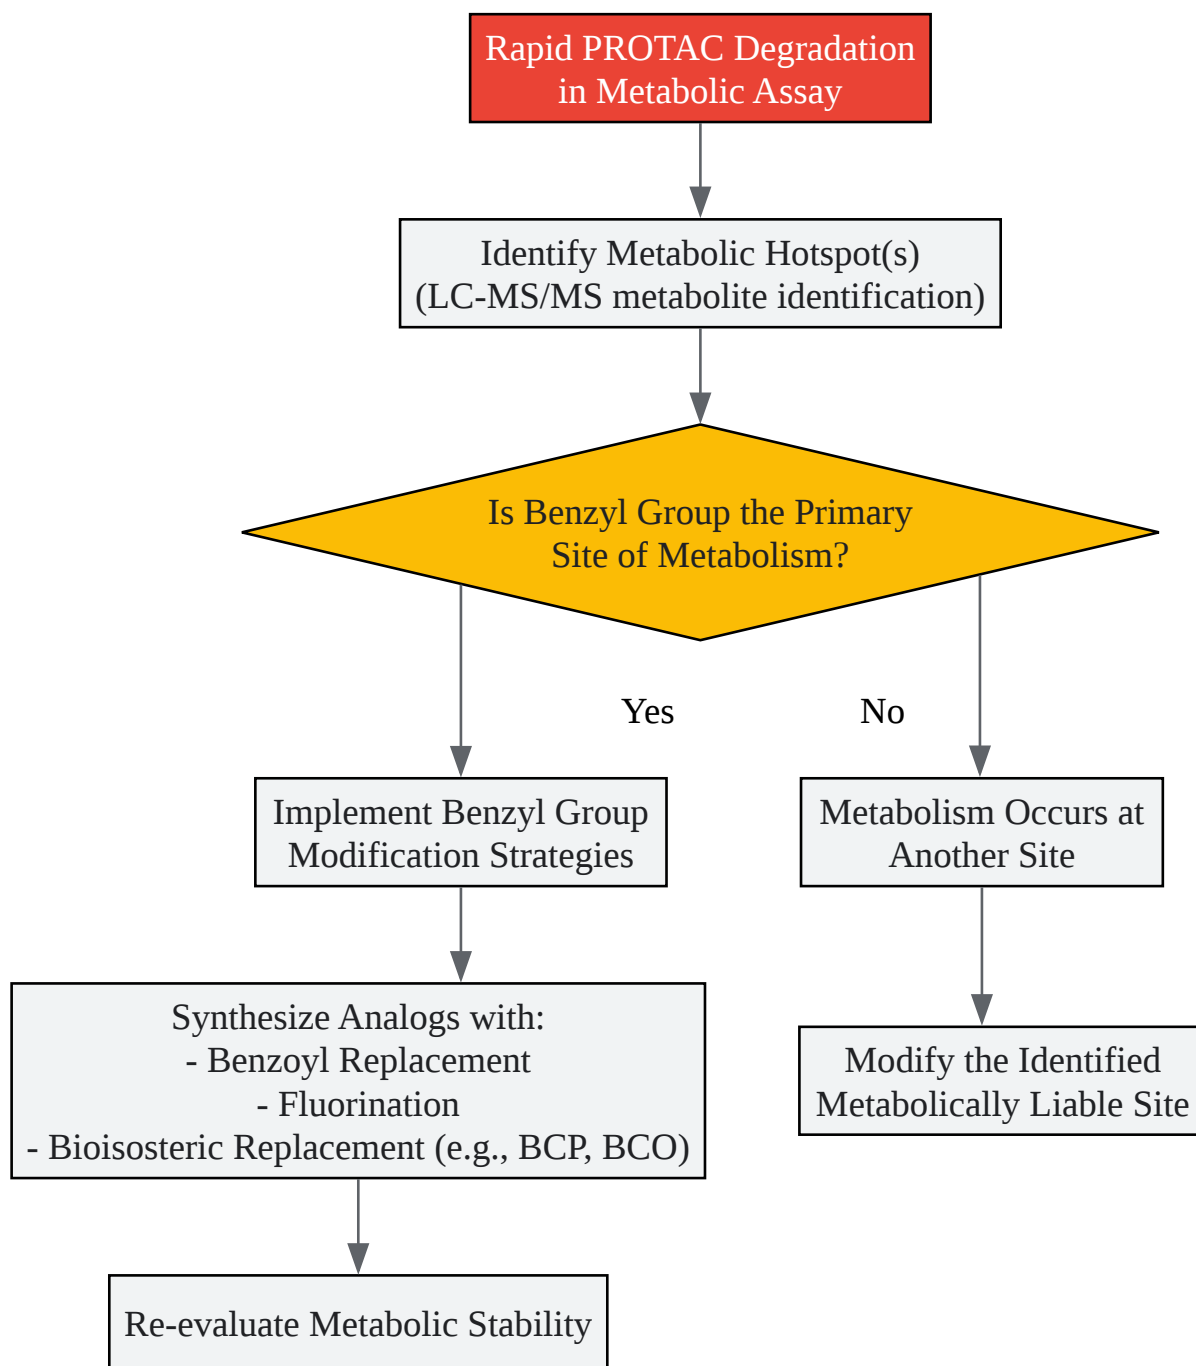 Rapid PROTAC Degradation
in Metabolic Assay
Identify Metabolic Hotspot(s)
(LC-MS/MS metabolite identification)
Is Benzyl Group the Primary
Site of Metabolism?
Yes
No
Implement Benzyl Group
Modification Strategies
Metabolism Occurs at
Another Site
Synthesize Analogs with:
- Benzoyl Replacement
- Fluorination
- Bioisosteric Replacement (e.g., BCP, BCO)
Modify the Identified
Metabolically Liable Site
Re-evaluate Metabolic Stability